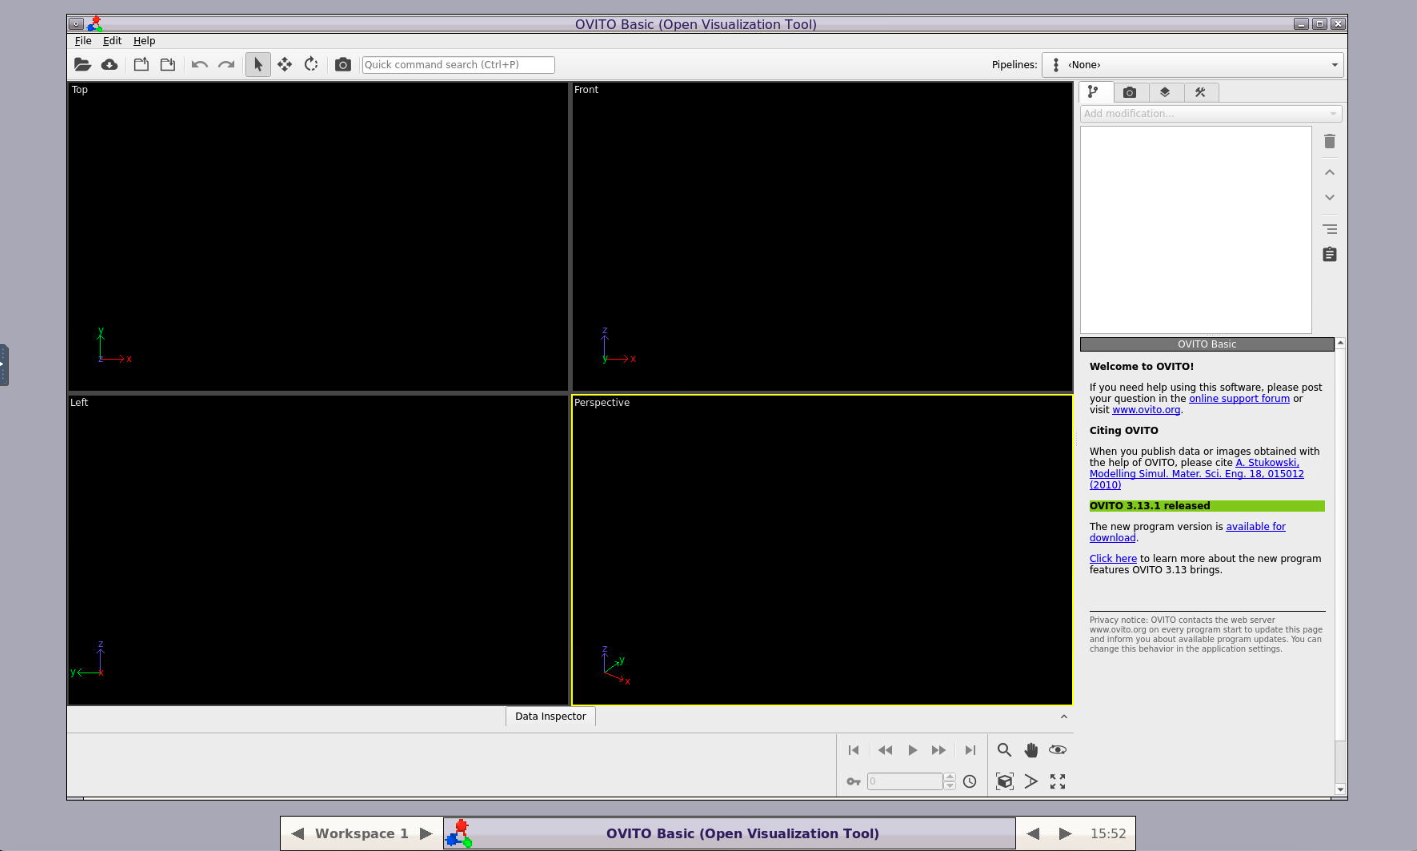 OVITO Basic (Open Visualization Tool)
File Edit Help
Quick command search (Ctrl+P)
Pipelines: ‹None›
Top
Front
Add modification...
y
z x
z
y x
Left
Perspective
z
y x
z
y
x
OVITO Basic
Welcome to OVITO!
If you need help using this software, please post
your question in the online support forum or
visit www.ovito.org.
Citing OVITO
When you publish data or images obtained with
the help of OVITO, please cite A. Stukowski,
Modelling Simul. Mater. Sci. Eng. 18, 015012
(2010)
OVITO 3.13.1 released
The new program version is available for
download.
Click here to learn more about the new program
features OVITO 3.13 brings.
Privacy notice: OVITO contacts the web server
www.ovito.org on every program start to update this page
and inform you about available program updates. You can
change this behavior in the application settings.
Data Inspector
0
Workspace 1
OVITO Basic (Open Visualization Tool)
15:52